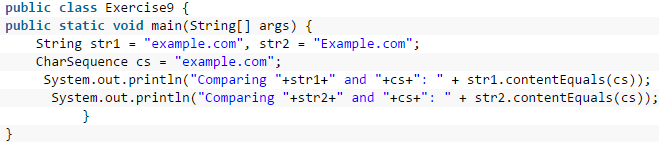 public class Exercise9 {
public static void main(String[] args) {
    String str1 = "example.com", str2 = "Example.com";
    CharSequence cs = "example.com";
     System.out.println("Comparing "+str1+" and "+cs+": " + str1.contentEquals(cs));
      System.out.println("Comparing "+str2+" and "+cs+": " + str2.contentEquals(cs));
          }
}